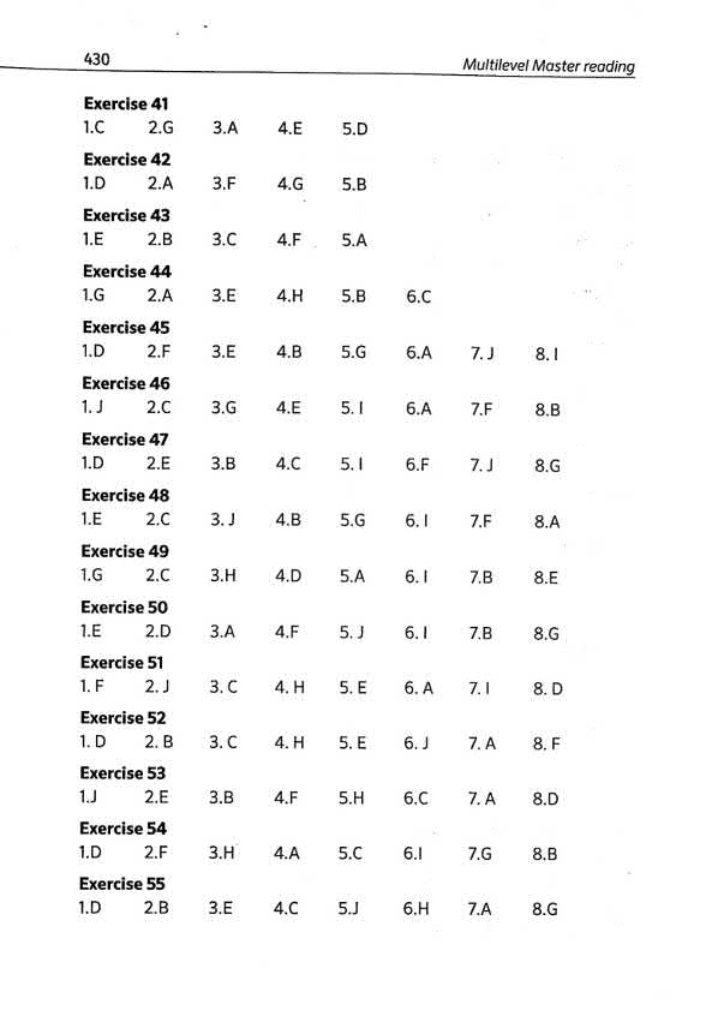 430
Multilevel Master reading
Exercise 41
1.C 2.G 3.A 4.E 5.D
Exercise 42
1.D 2.A 3.F 4.G 5.B
Exercise 43
1.E 2.B 3.C 4.F 5.A
Exercise 44
1.G 2.A 3.E 4.H 5.B 6.C
Exercise 45
1.D 2.F 3.E 4.B 5.G 6.A 7. J 8. I
Exercise 46
1. J 2.C 3.G 4.E 5. I 6.A 7.F 8.B
Exercise 47
1.D 2.E 3.B 4.C 5. I 6.F 7. J 8.G
Exercise 48
1.E 2.C 3. J 4.B 5.G 6. I 7.F 8.A
Exercise 49
1.G 2.C 3.H 4.D 5.A 6. I 7.B 8.E
Exercise 50
1.E 2.D 3.A 4.F 5. J 6. I 7.B 8.G
Exercise 51
1. F 2. J 3. C 4. H 5. E 6. A 7. I 8. D
Exercise 52
1. D 2. B 3. C 4. H 5. E 6. J 7. A 8. F
Exercise 53
1.J 2.E 3.B 4.F 5.H 6.C 7. A 8.D
Exercise 54
1.D 2.F 3.H 4.A 5.C 6.I 7.G 8.B
Exercise 55
1.D 2.B 3.E 4.C 5.J 6.H 7.A 8.G